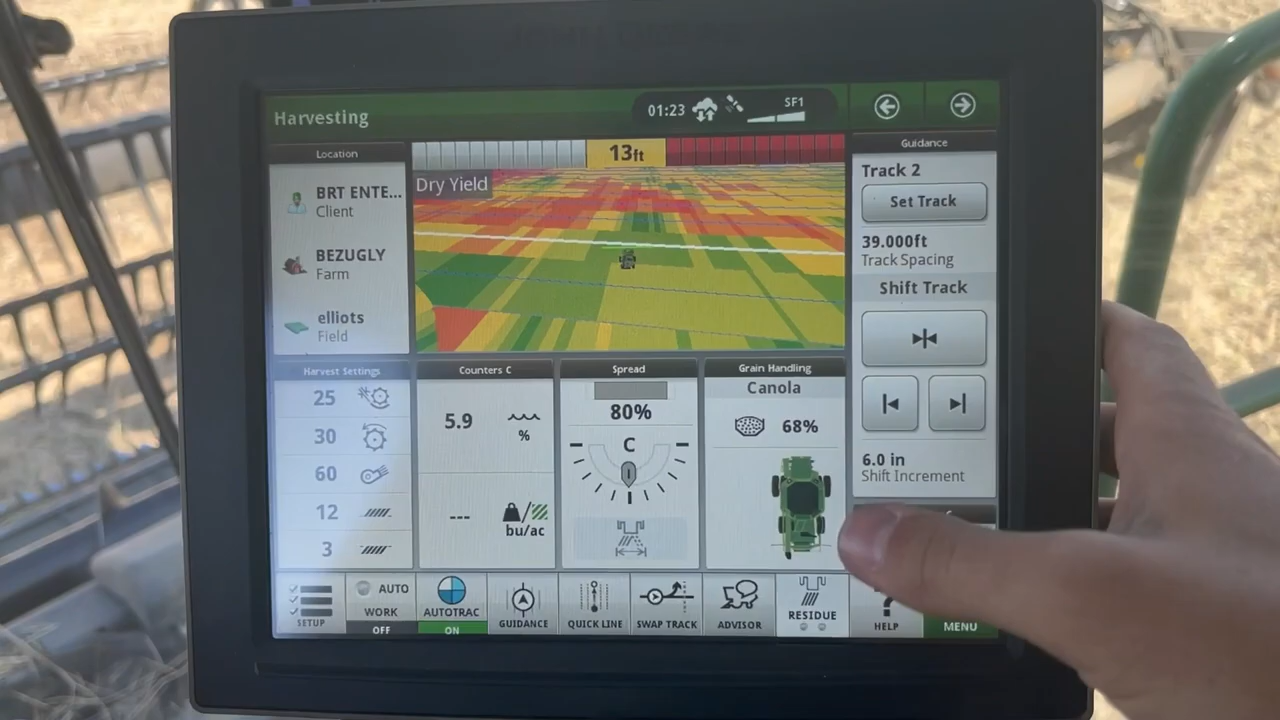 Harvesting
01:23
SF1
Location
BRT ENTE...
Client
BEZUGLY
Farm
elliots
Field
13ft
Dry Yield
Guidance
Track 2
Set Track
39.000ft
Track Spacing
Shift Track
6.0 in
Shift Increment
Harvest Settings
25
30
60
12
3
Counters C
5.9
%
---
bu/ac
Spread
80%
C
Grain Handling
Canola
68%
SETUP
AUTO
WORK
OFF
AUTOTRAC
ON
GUIDANCE
QUICK LINE
SWAP TRACK
ADVISOR
RESIDUE
?
HELP
MENU